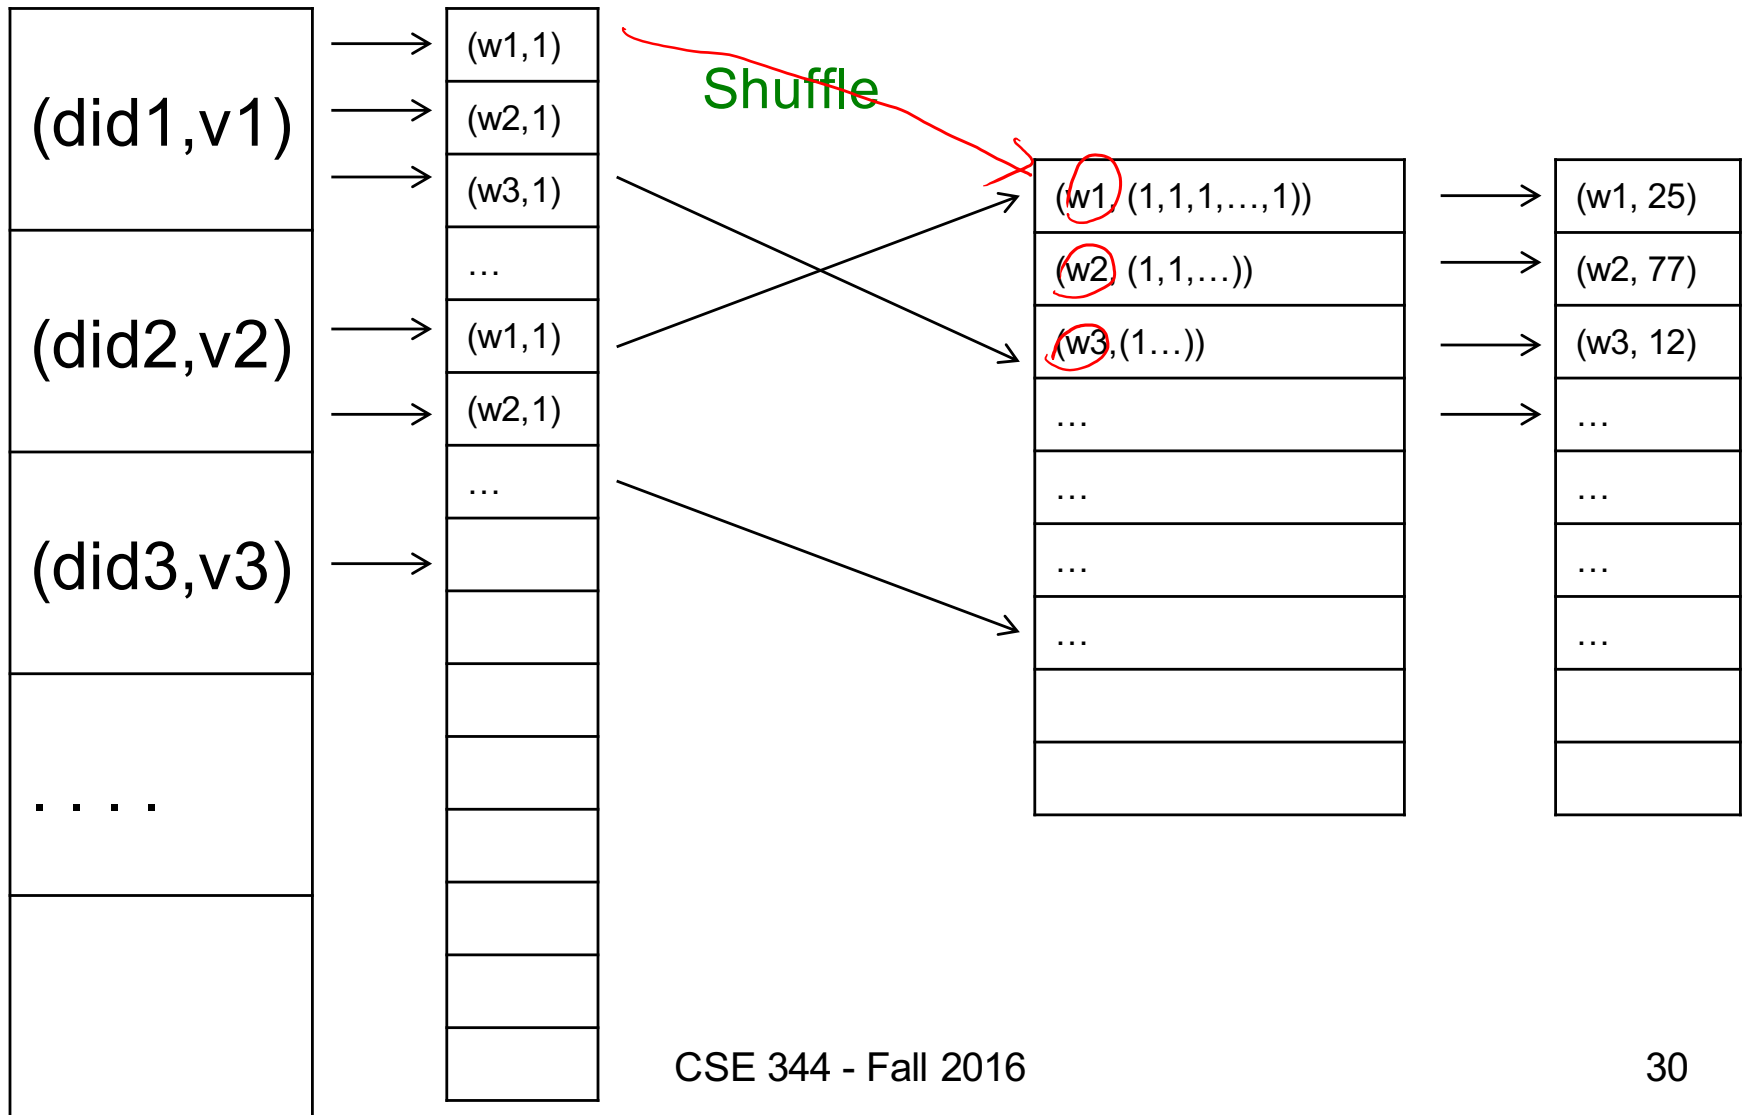 (did1,v1)
(did2,v2)
(did3,v3)
. . . .
(w1,1)
(w2,1)
(w3,1)
…
(w1,1)
(w2,1)
…
Shuffle
(w1, (1,1,1,…,1))
(w2, (1,1,…))
(w3,(1…))
…
…
…
…
(w1, 25)
(w2, 77)
(w3, 12)
…
…
…
…
CSE 344 - Fall 2016
30